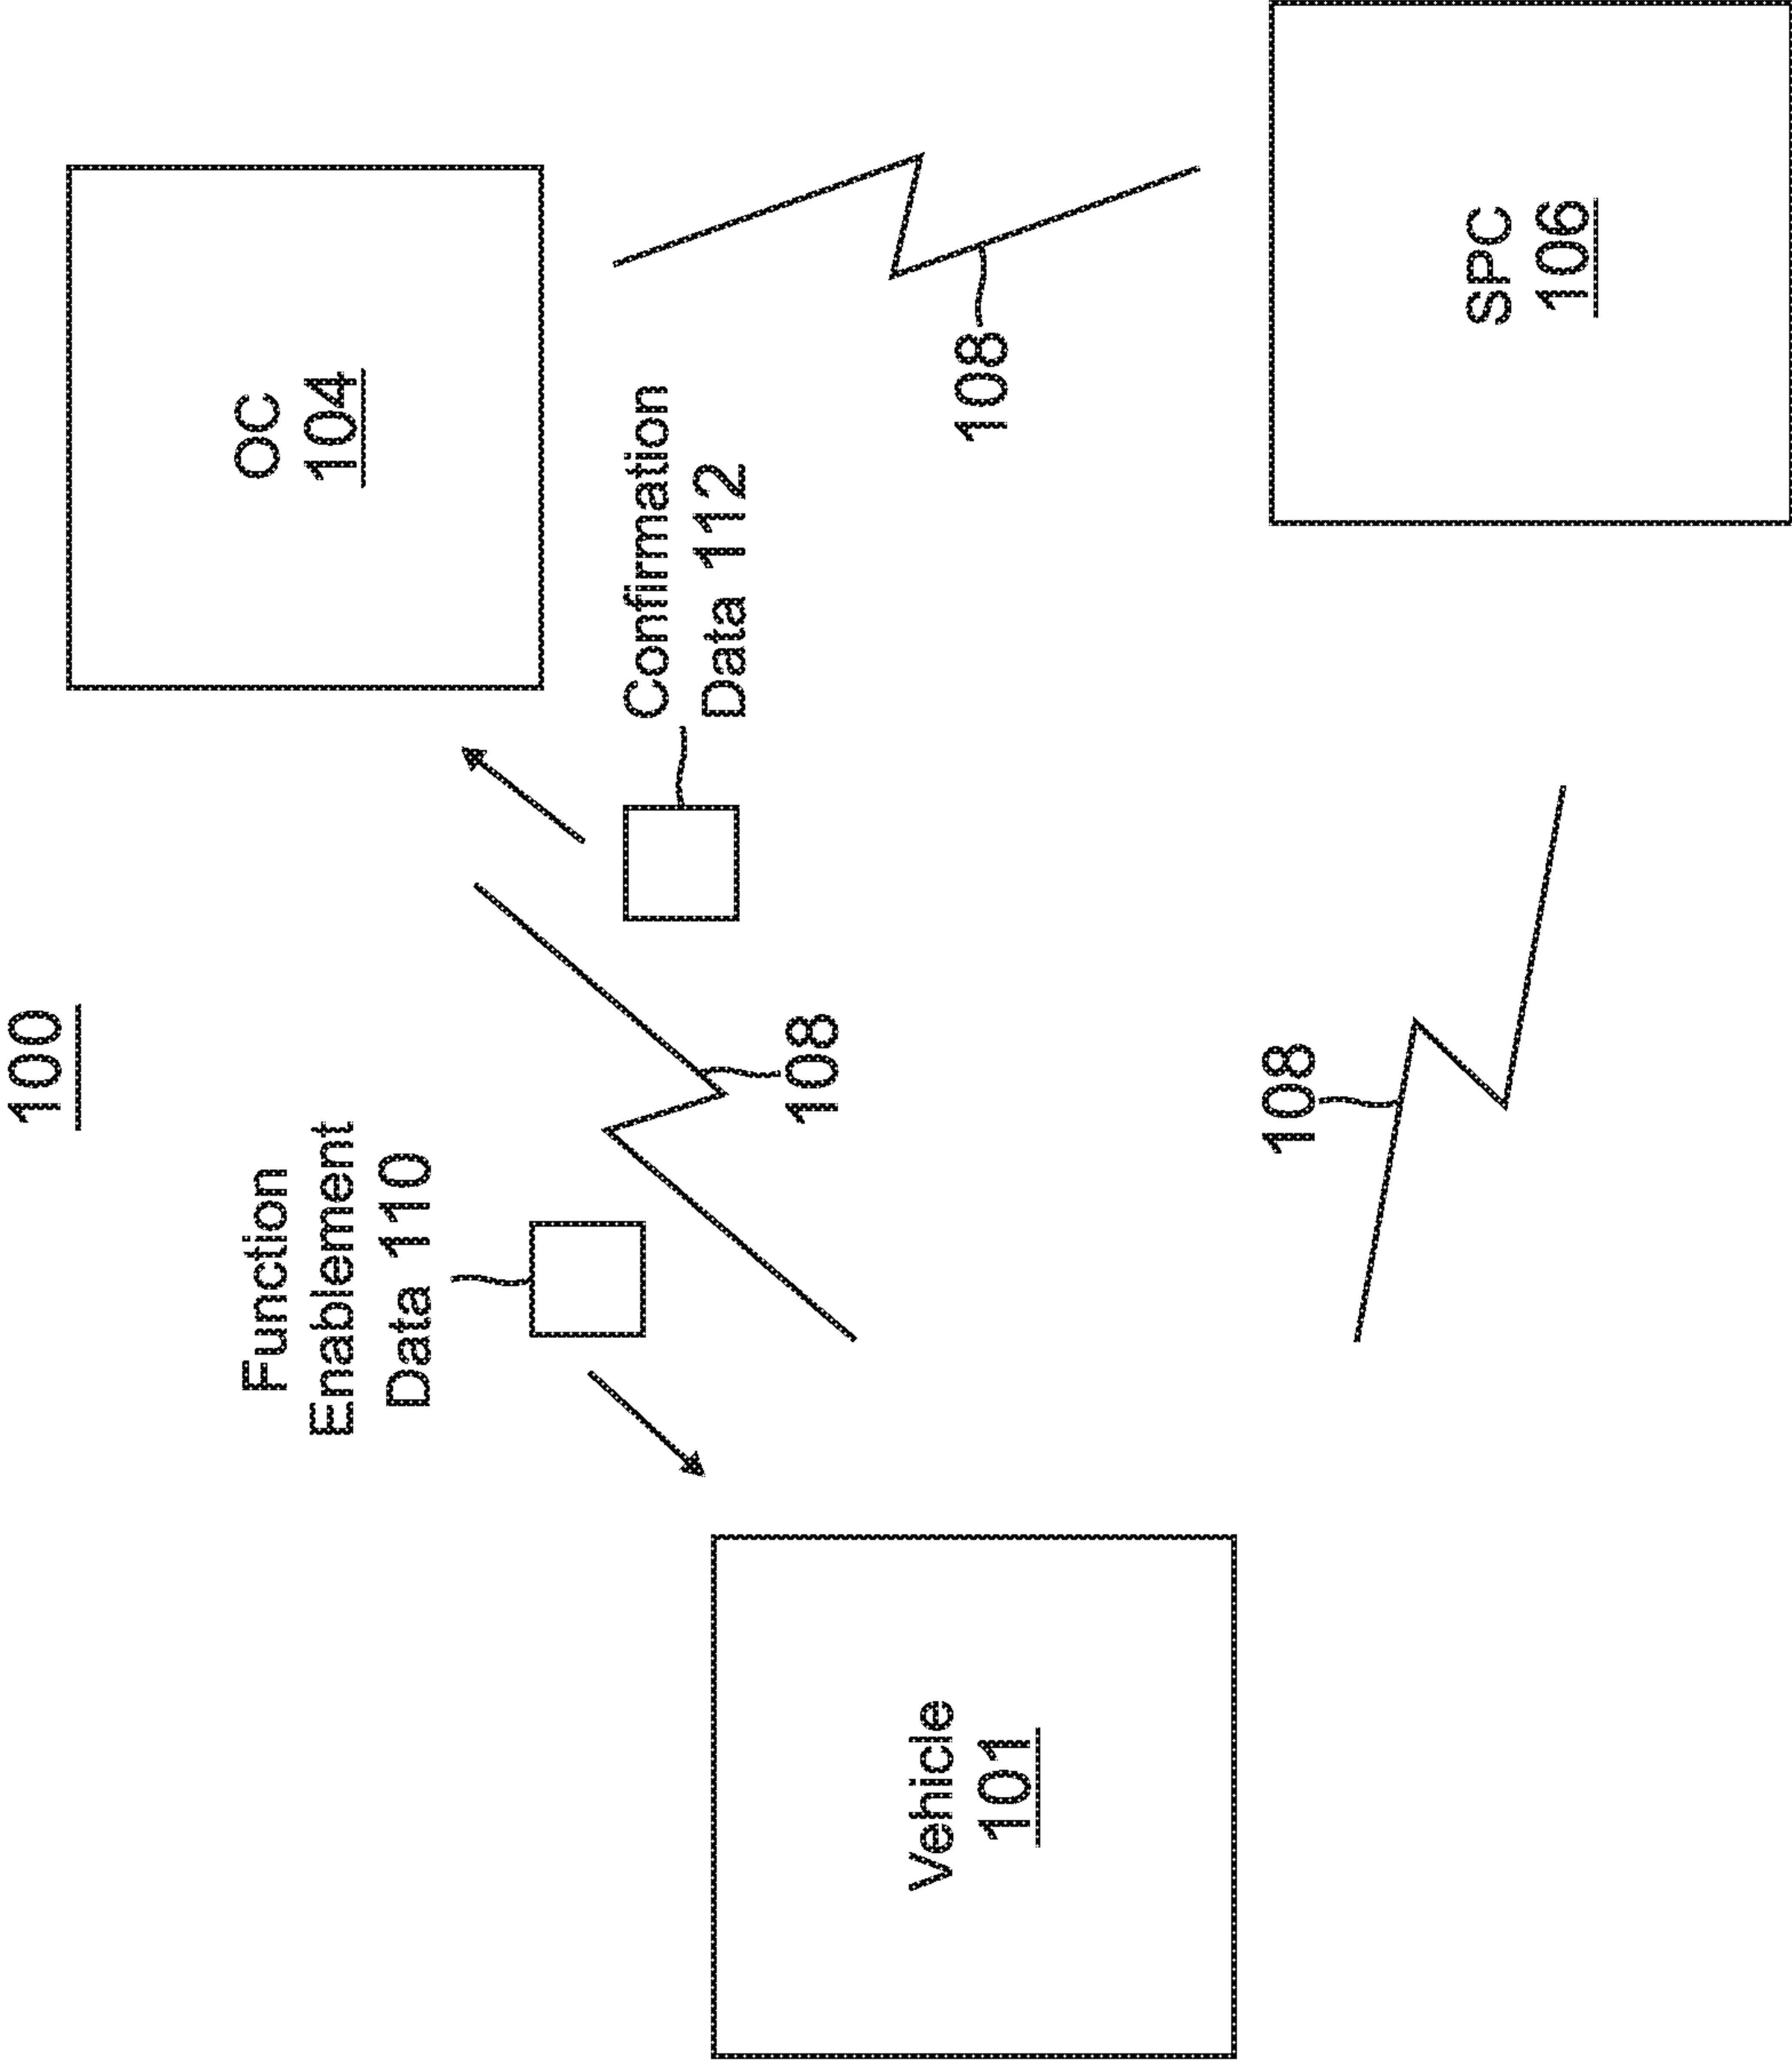 100
Function
Enablement
Data 110
OC
104
Confirmation
Data 112
108
108
Vehicle
101
108
SPC
106